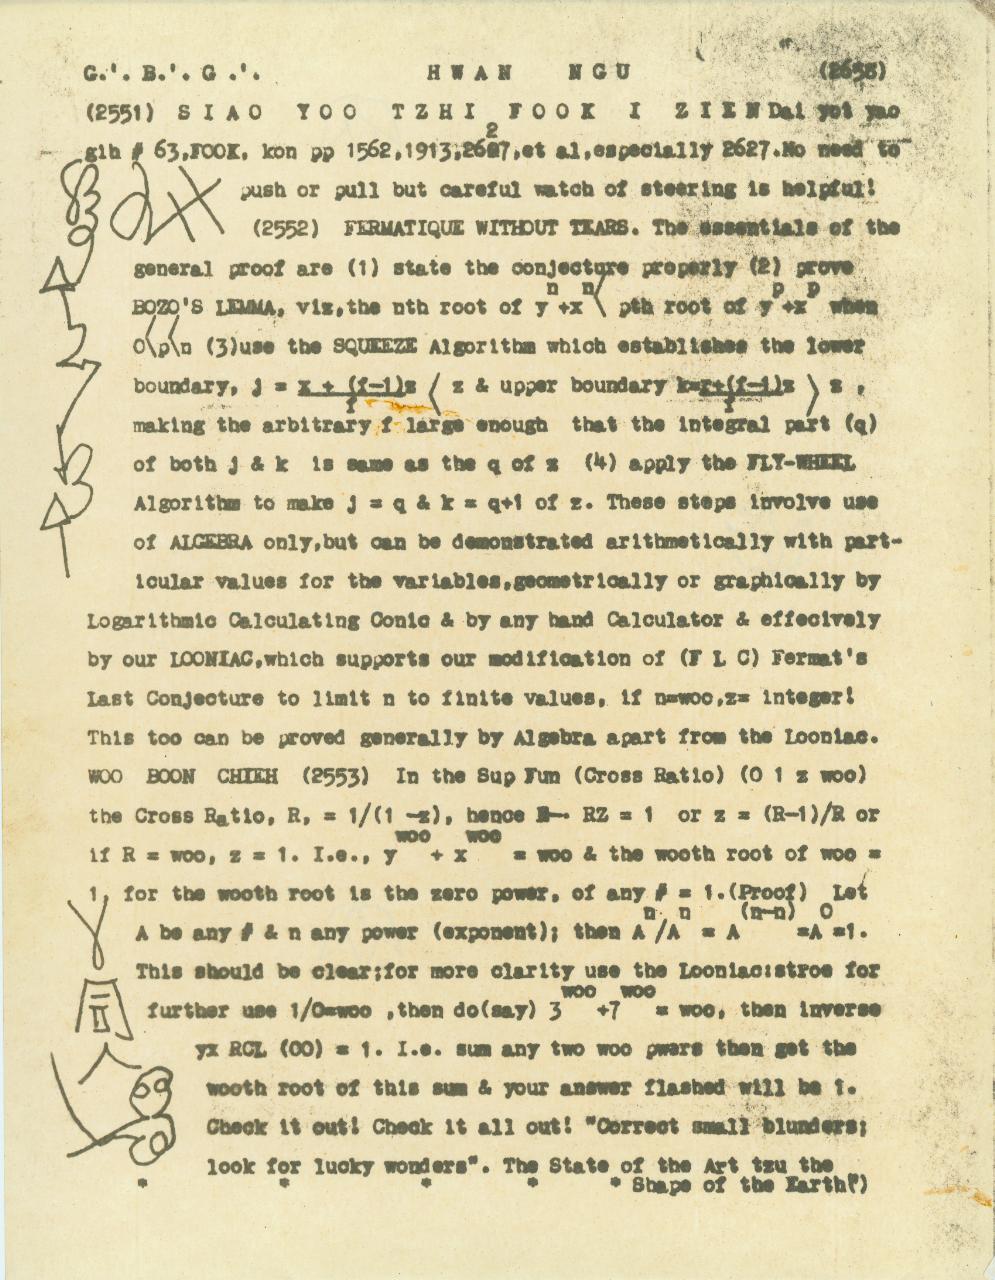 G.'. B.'. G .'. H W A N N G U (2653)
(2551) S I A O Y O O T Z H I F O O K I Z I E N Dai yot yao
gih # 63,FOOK, kon pp 1562,1913,2627,et al,especially 2627.No need to
2
push or pull but careful watch of steering is helpful!
(2552) FERMATIQUE WITHOUT TEARS. The essentials of the
general proof are (1) state the conjecture properly (2) prove
BOZO'S LEMMA, viz,the nth root of y^n+x^n⟨ pth root of y^p+x^p when
0⟨p⟨n (3)use the SQUEEZE Algorithm which establishes the lower
boundary, j = x + (f-1)z/f ⟨ z & upper boundary k=r+(f-1)z/f ⟩ z ,
making the arbitrary f large enough that the integral part (q)
of both j & k is same as the q of z (4) apply the FLY-WHEEL
Algorithm to make j = q & k = q+1 of z. These steps involve use
of ALGEBRA only,but can be demonstrated arithmetically with part-
icular values for the variables,geometrically or graphically by
Logarithmic Calculating Conic & by any hand Calculator & effecively
by our LOONIAC,which supports our modification of (F L C) Fermat's
Last Conjecture to limit n to finite values, if n=woo,z= integer!
This too can be proved generally by Algebra apart from the Looniac.
WOO BOON CHIEH (2553) In the Sup Fun (Cross Ratio) (0 1 z woo)
the Cross Ratio, R, = 1/(1 -z), hence R-. RZ = 1 or z = (R-1)/R or
if R = woo, z = 1. I.e., y^woo + x^woo = woo & the wooth root of woo =
1, for the wooth root is the zero power, of any # = 1.(Proof) Let
A be any # & n any power (exponent); then A^n/A^n = A^(n-n) =A^0 =1.
This should be clear;for more clarity use the Looniac:stroe for
further use 1/0=woo ,then do(say) 3^woo +7^woo = woo, then inverse
yx RCL (00) = 1. I.e. sum any two woo pwers then get the
wooth root of this sum & your answer flashed will be 1.
Check it out! Check it all out! "Correct small blunders;
look for lucky wonders". The State of the Art tzu the
* * * * * Shape of the Earth?)